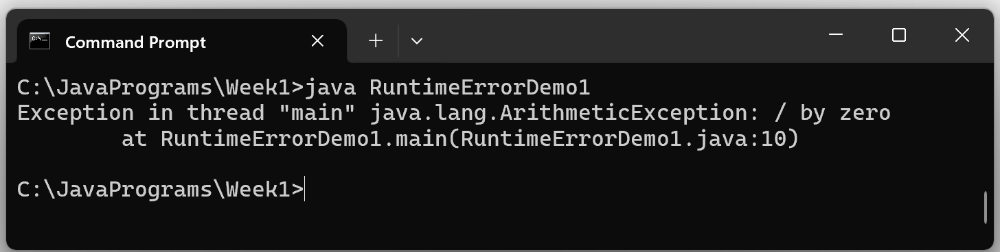 Command Prompt
C:\JavaPrograms\Week1>java RuntimeErrorDemo1
Exception in thread "main" java.lang.ArithmeticException: / by zero
        at RuntimeErrorDemo1.main(RuntimeErrorDemo1.java:10)
C:\JavaPrograms\Week1>